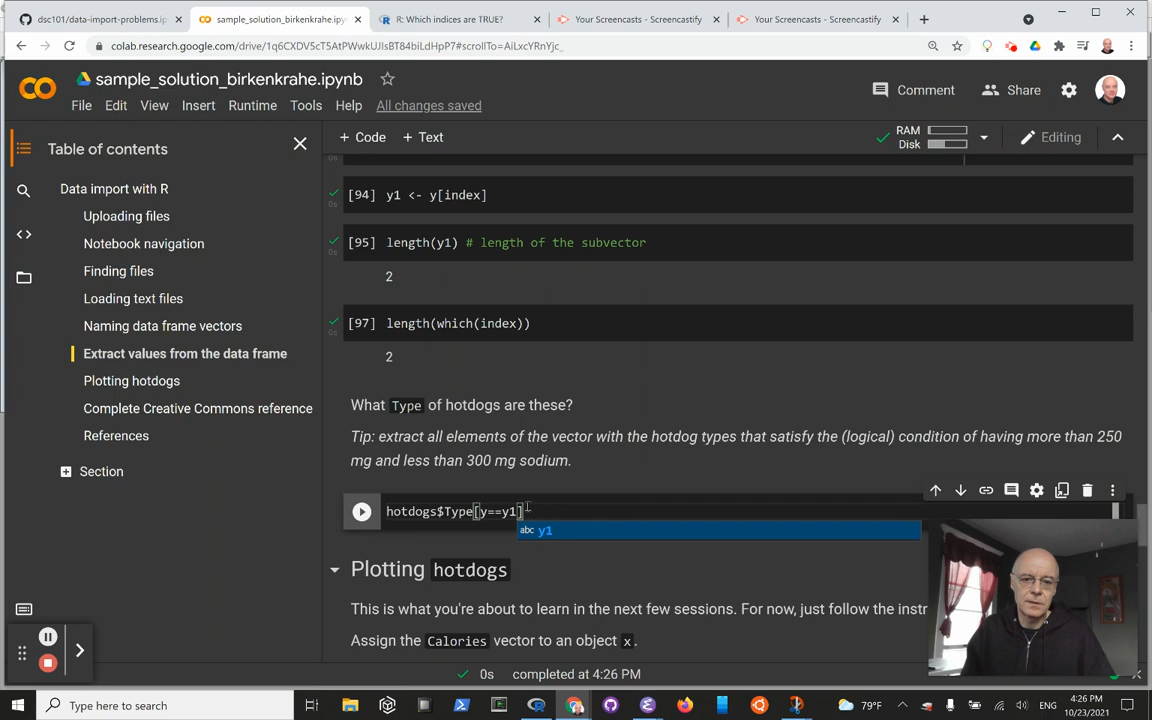 dsc101/data-import-problems.ip
sample_solution_birkenkrahe.ipyn
R: Which indices are TRUE?
Your Screencasts – Screencastify
Your Screencasts – Screencastify
colab.research.google.com/drive/1q6CXDV5cT5AtPWwkUJIsBT84biLdHpP7#scrollTo=AiLxcYRnYjc_
sample_solution_birkenkrahe.ipynb
File Edit View Insert Runtime Tools Help All changes saved
Comment
Share
+ Code + Text
RAM
Disk
Editing
Table of contents
Data import with R
Uploading files
Notebook navigation
Finding files
Loading text files
Naming data frame vectors
Extract values from the data frame
Plotting hotdogs
Complete Creative Commons reference
References
Section
0s
[94] y1 <- y[index]
0s
[95] length(y1) # length of the subvector
0s
2
[97] length(which(index))
0s
2
What Type of hotdogs are these?
Tip: extract all elements of the vector with the hotdog types that satisfy the (logical) condition of having more than 250
mg and less than 300 mg sodium.
hotdogs$Type[y==y1]
abc y1
Plotting hotdogs
This is what you're about to learn in the next few sessions. For now, just follow the instr
Assign the Calories vector to an object x.
0s completed at 4:26 PM
Type here to search
79°F
ENG
4:26 PM
10/23/2021